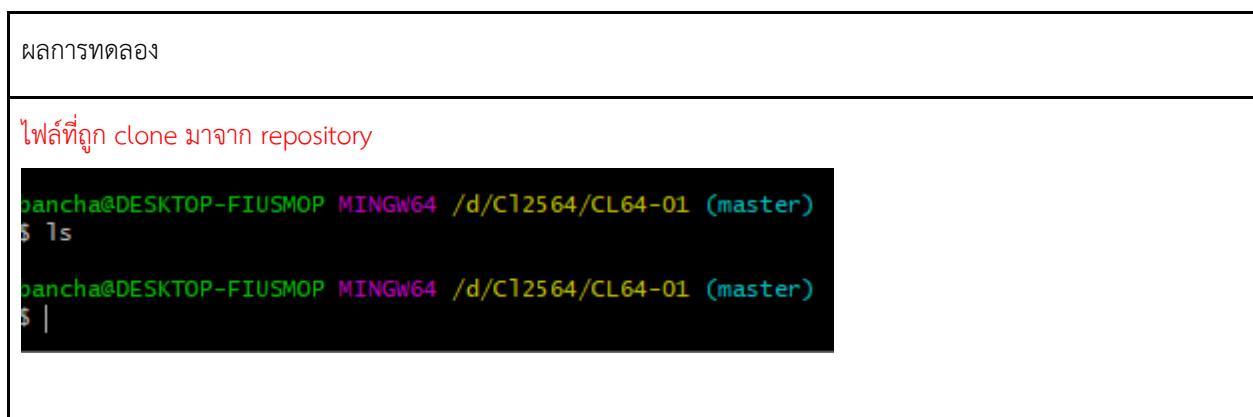 ผลการทดลอง
ไฟล์ที่ถูก clone มาจาก repository
bancha@DESKTOP-FIUSMOP MINGW64 /d/Cl2564/CL64-01 (master)
$ ls
bancha@DESKTOP-FIUSMOP MINGW64 /d/Cl2564/CL64-01 (master)
$